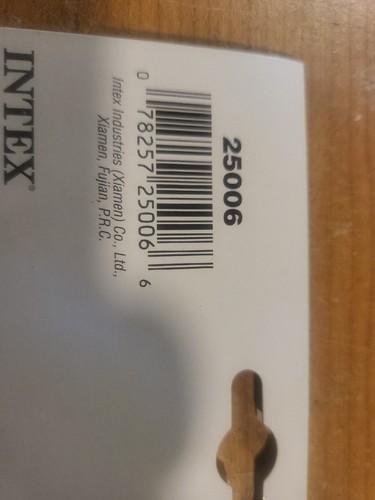 25006
0 78257 25006 6
Intex Industries (Xiamen) Co., Ltd.,
Xiamen, Fujian, P.R.C.
INTEX®